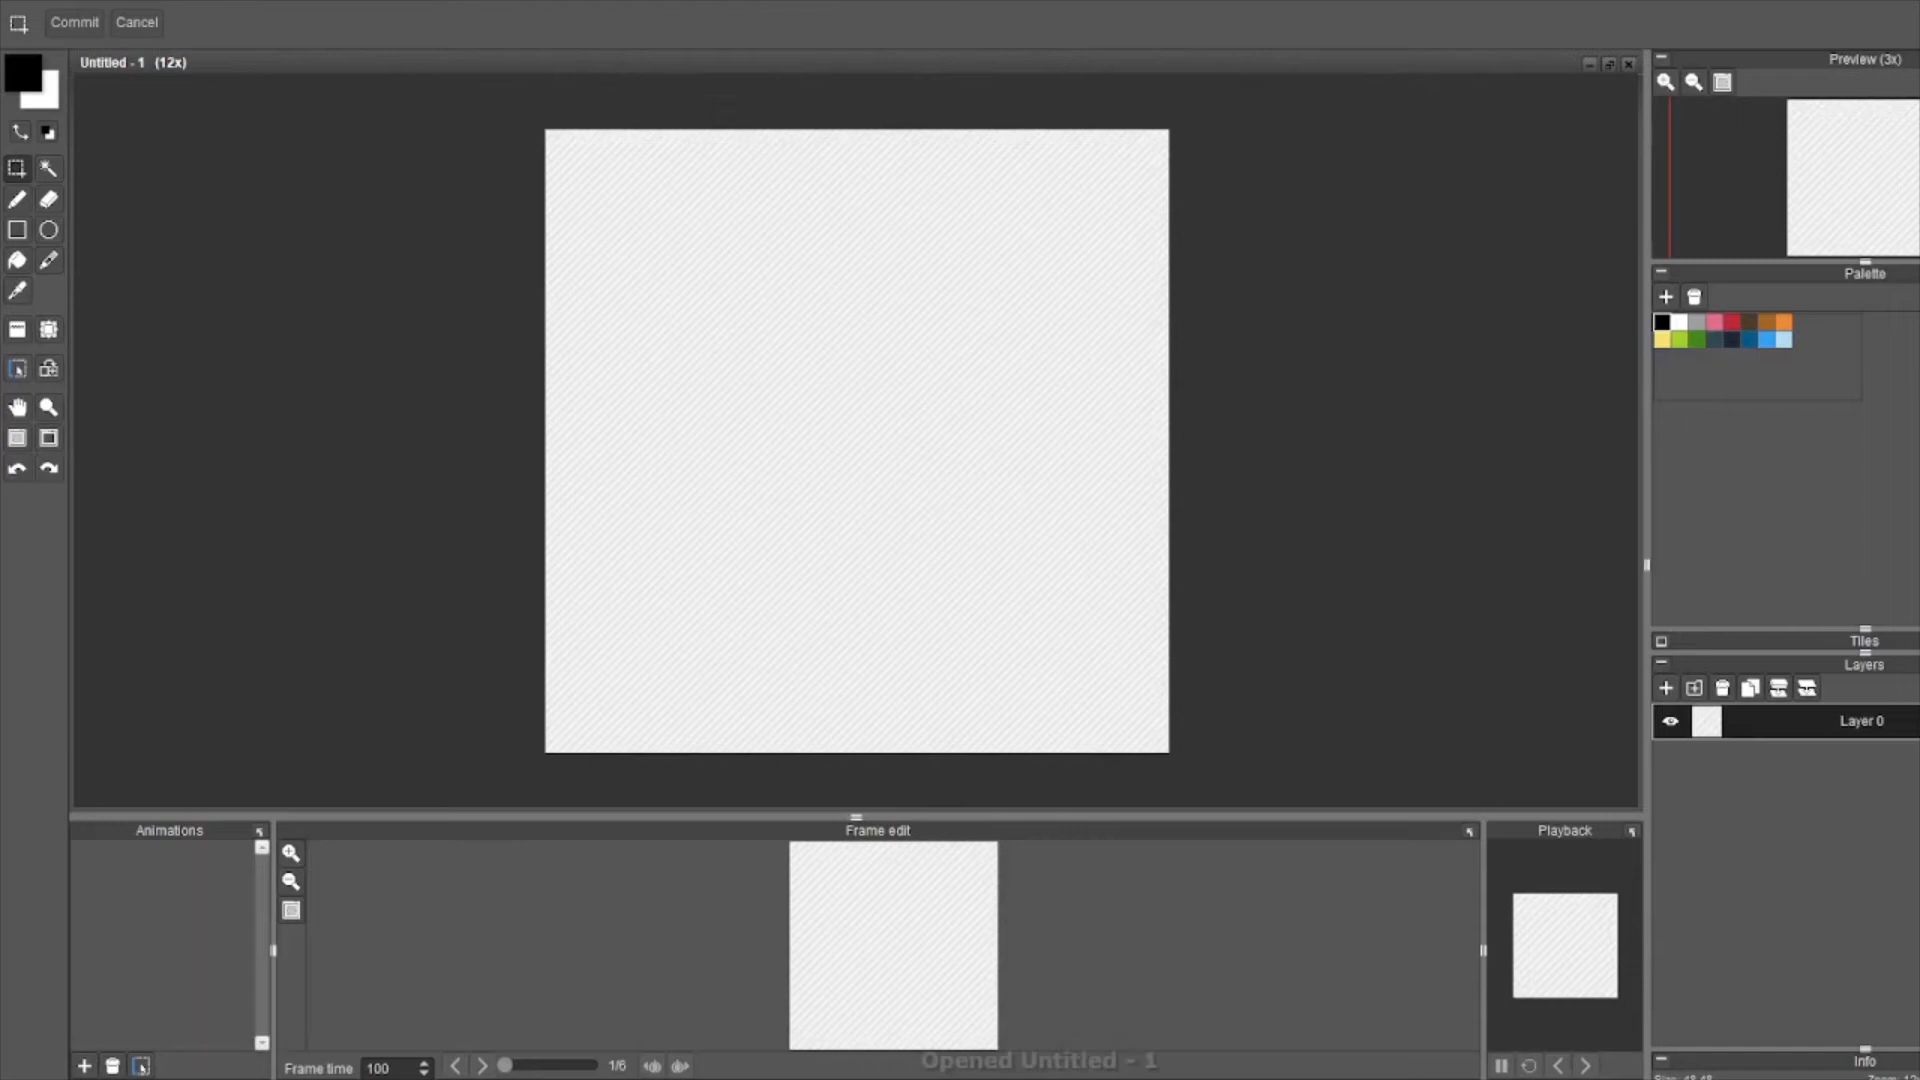 Commit Cancel
Untitled - 1 (12x)
Preview (3x)
Palette
Tiles
Layers
Layer 0
Animations
Frame edit
Playback
Frame time 100
1/6
Opened Untitled - 1
Info